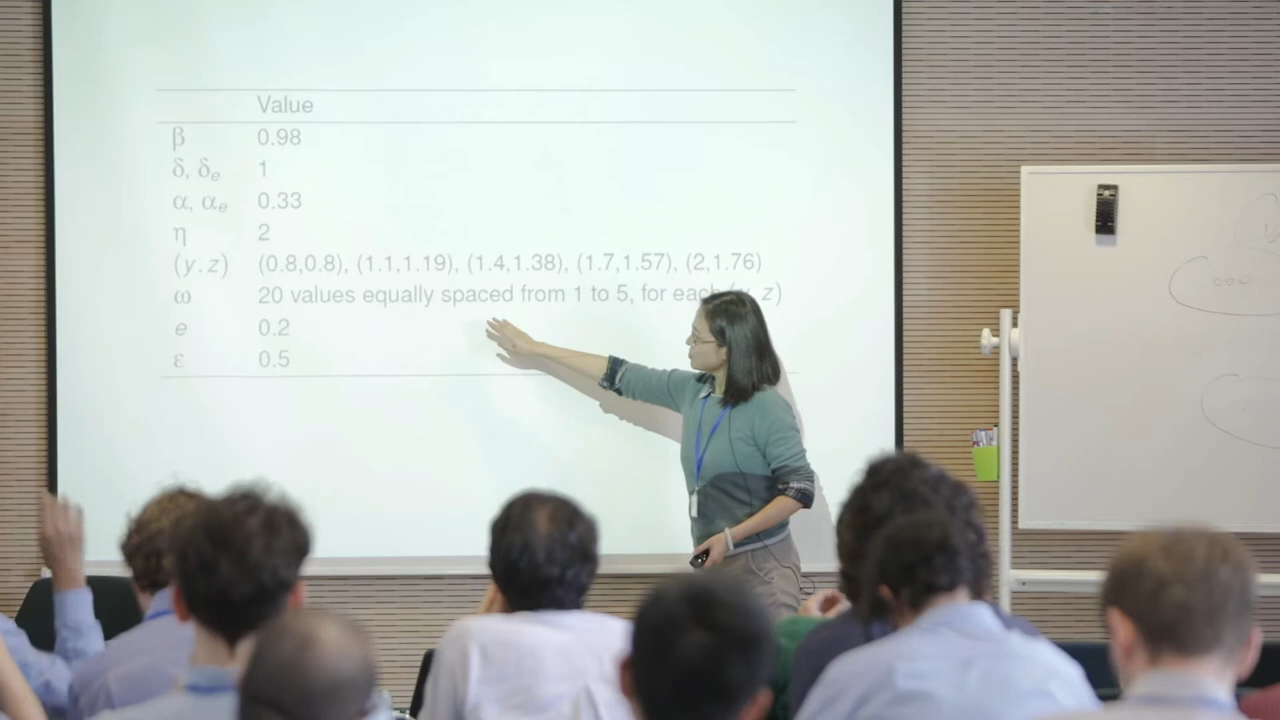 Value
β 0.98
δ, δₑ 1
α, αₑ 0.33
η 2
(y.z) (0.8,0.8), (1.1,1.19), (1.4,1.38), (1.7,1.57), (2,1.76)
ω 20 values equally spaced from 1 to 5, for each (y, z)
e 0.2
ε 0.5